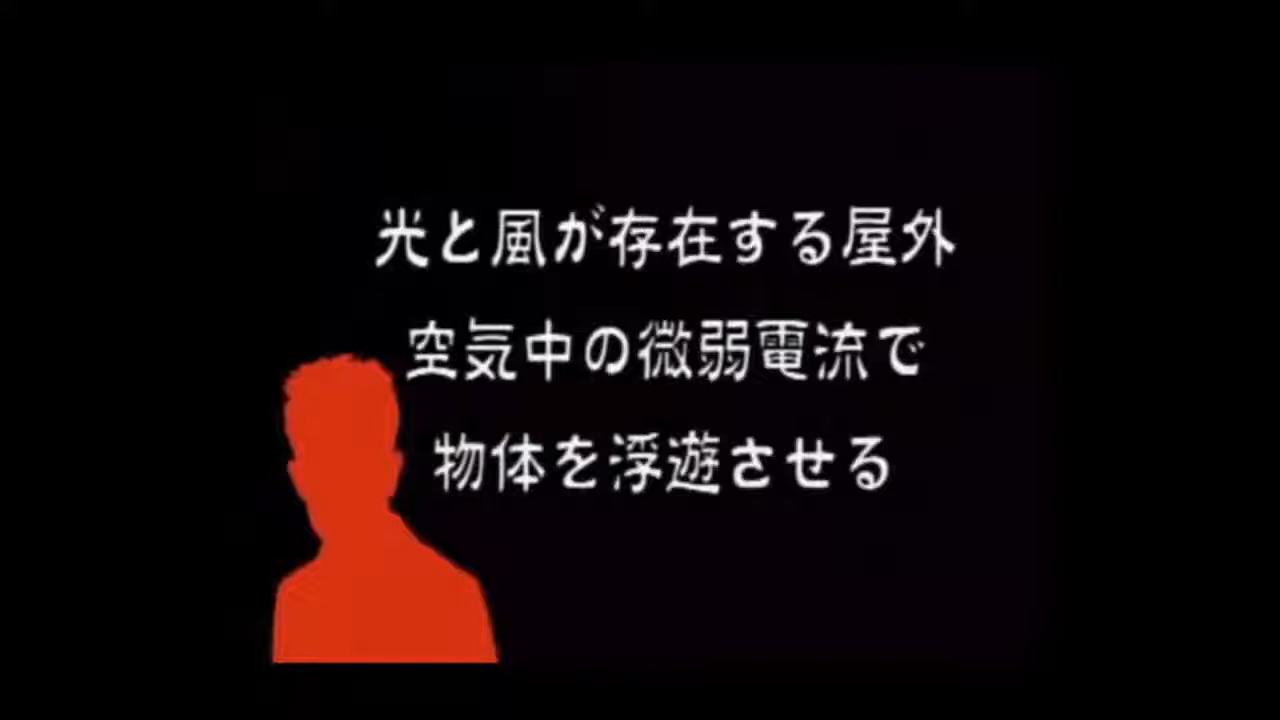 光と風が存在する屋外
空気中の微弱電流で
物体を浮遊させる